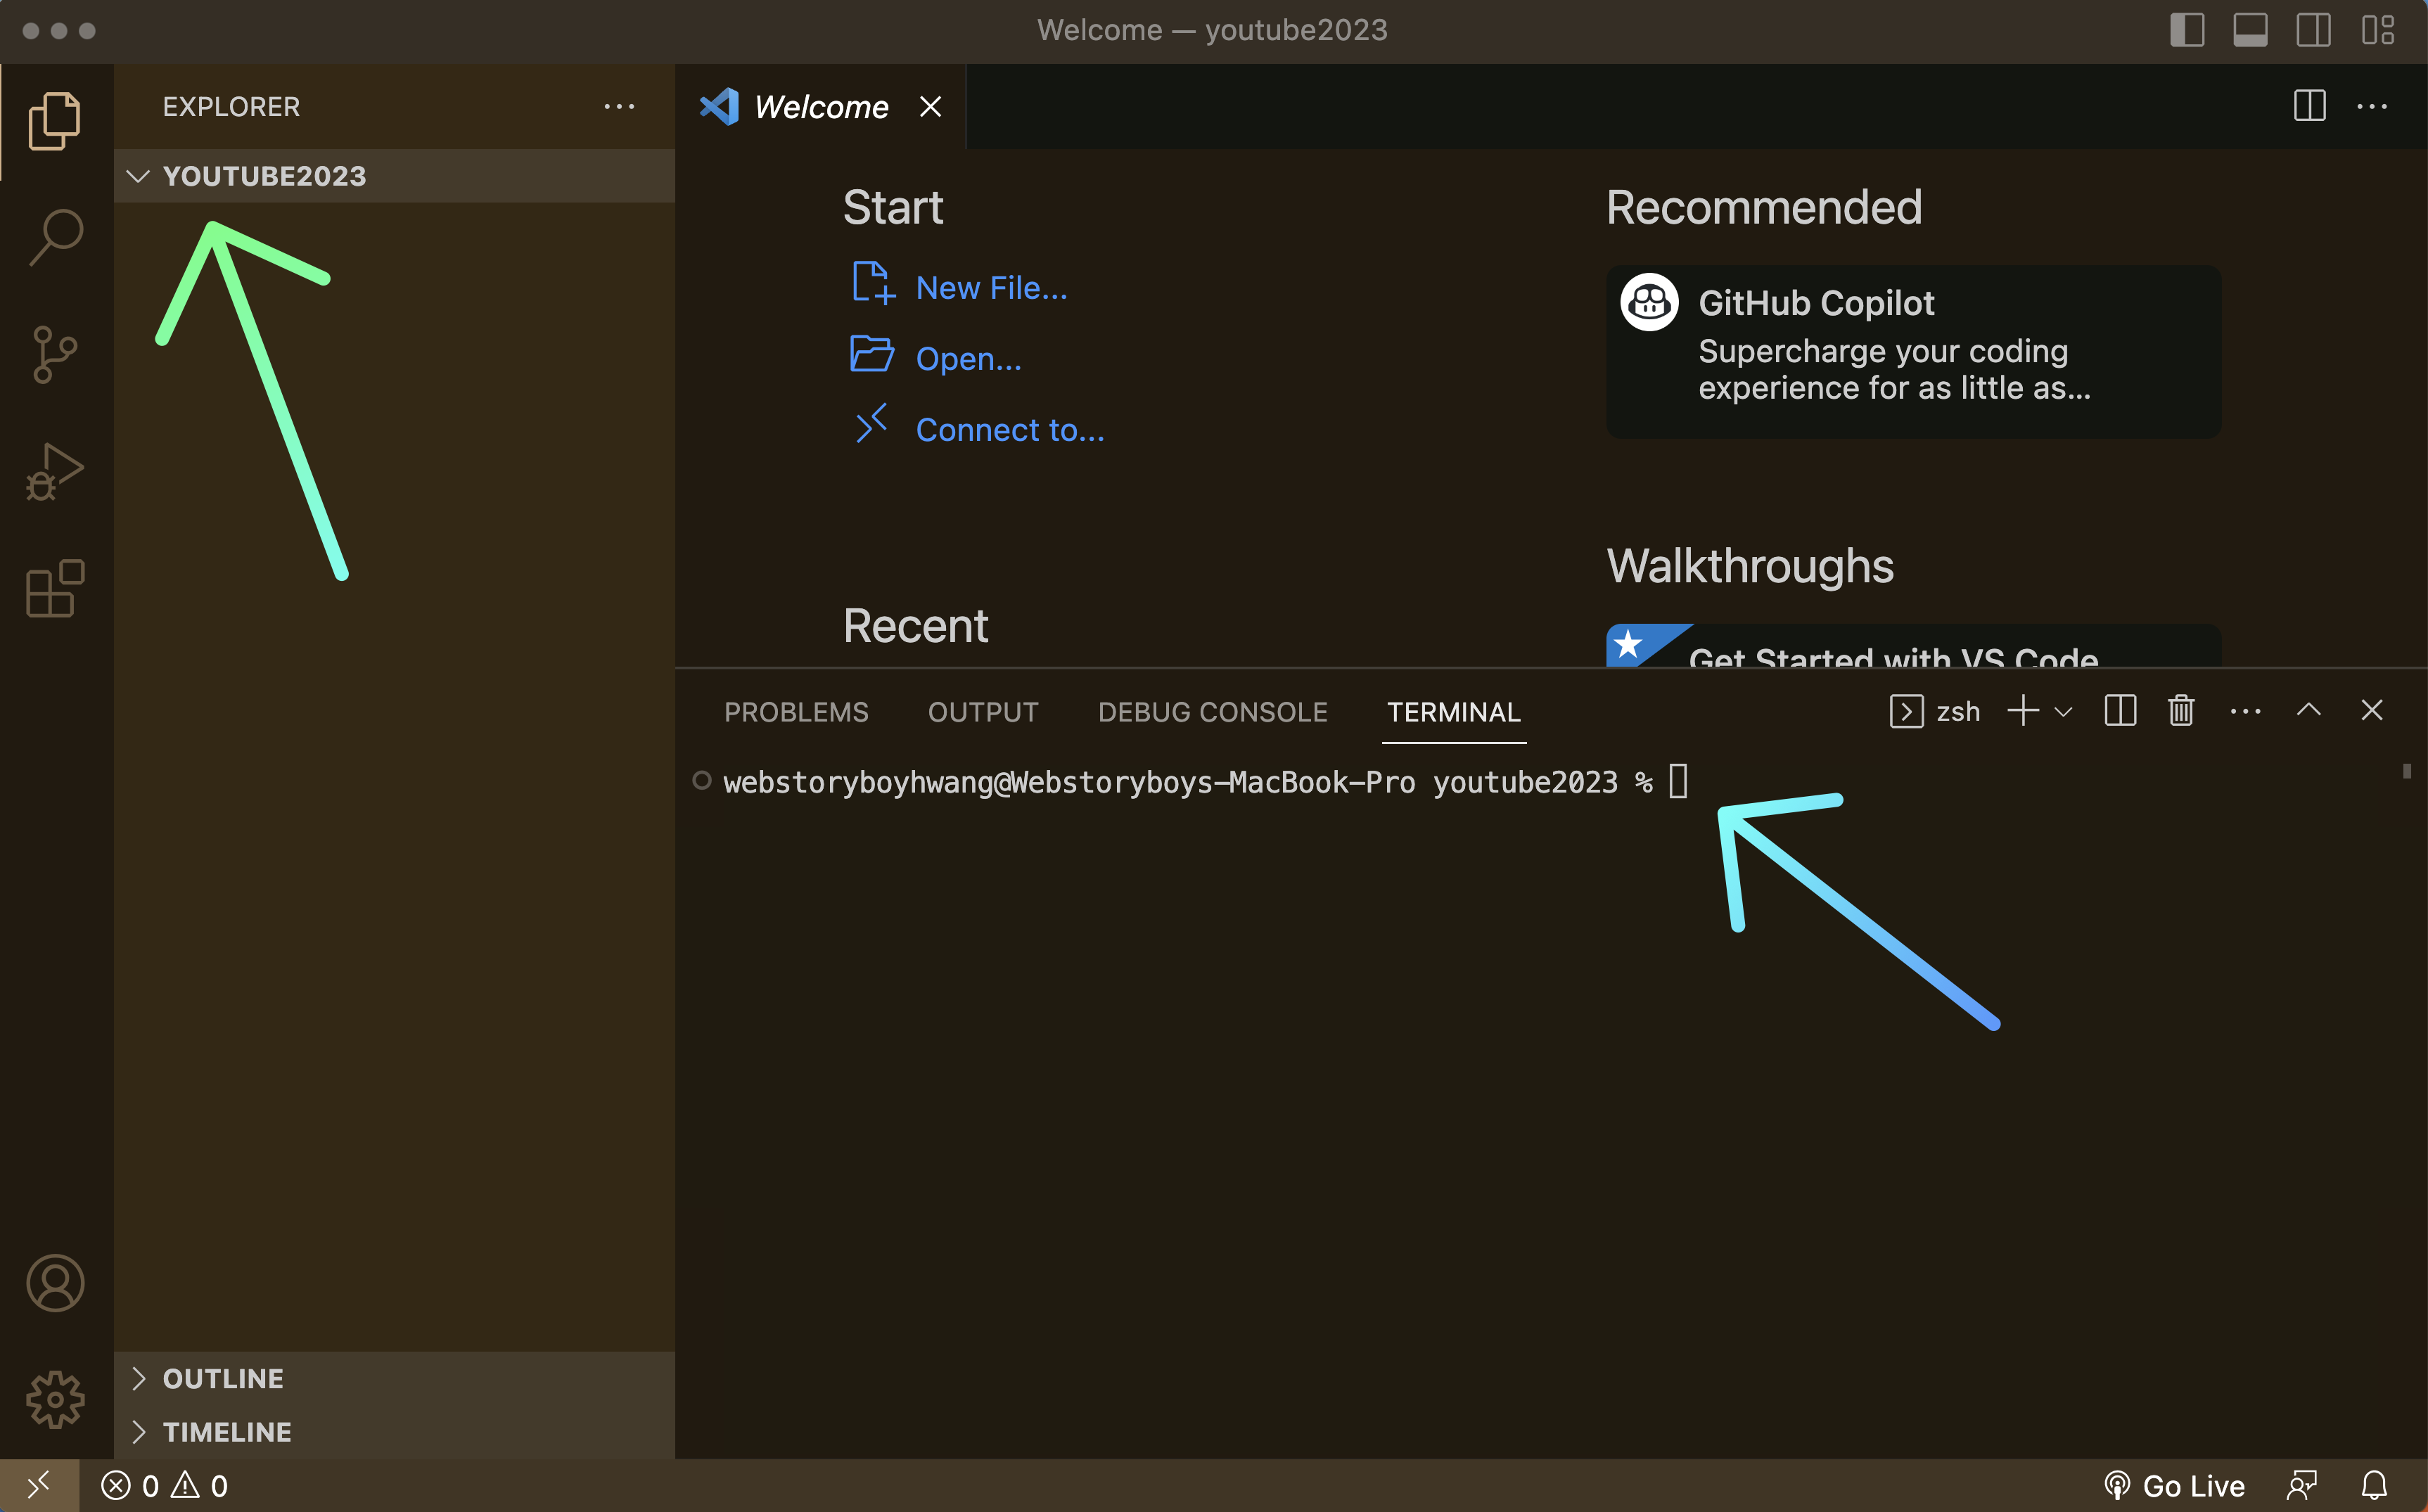 Welcome — youtube2023
EXPLORER
YOUTUBE2023
Welcome
Start
New File...
Open...
Connect to...
Recent
Recommended
GitHub Copilot
Supercharge your coding
experience for as little as...
Walkthroughs
Get Started with VS Code
PROBLEMS OUTPUT DEBUG CONSOLE TERMINAL zsh
webstoryboyhwang@Webstoryboys-MacBook-Pro youtube2023 %
OUTLINE
TIMELINE
0 0 Go Live